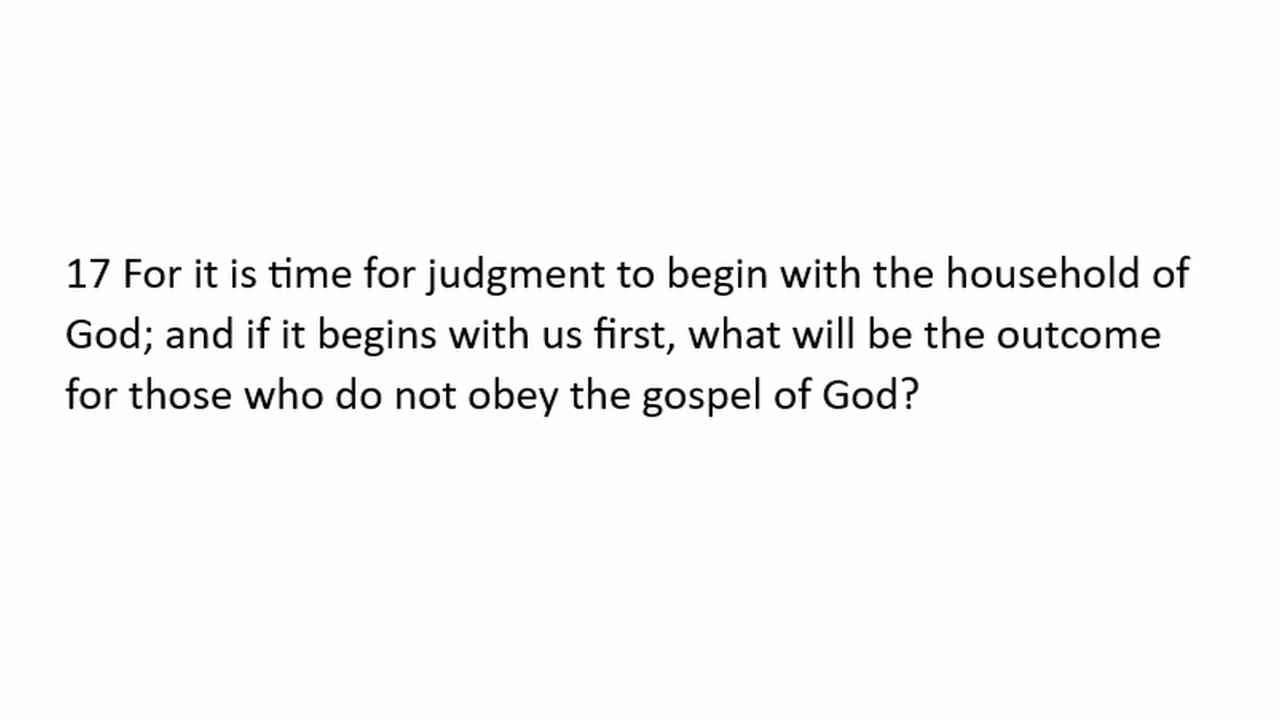 17 For it is time for judgment to begin with the household of
God; and if it begins with us first, what will be the outcome
for those who do not obey the gospel of God?